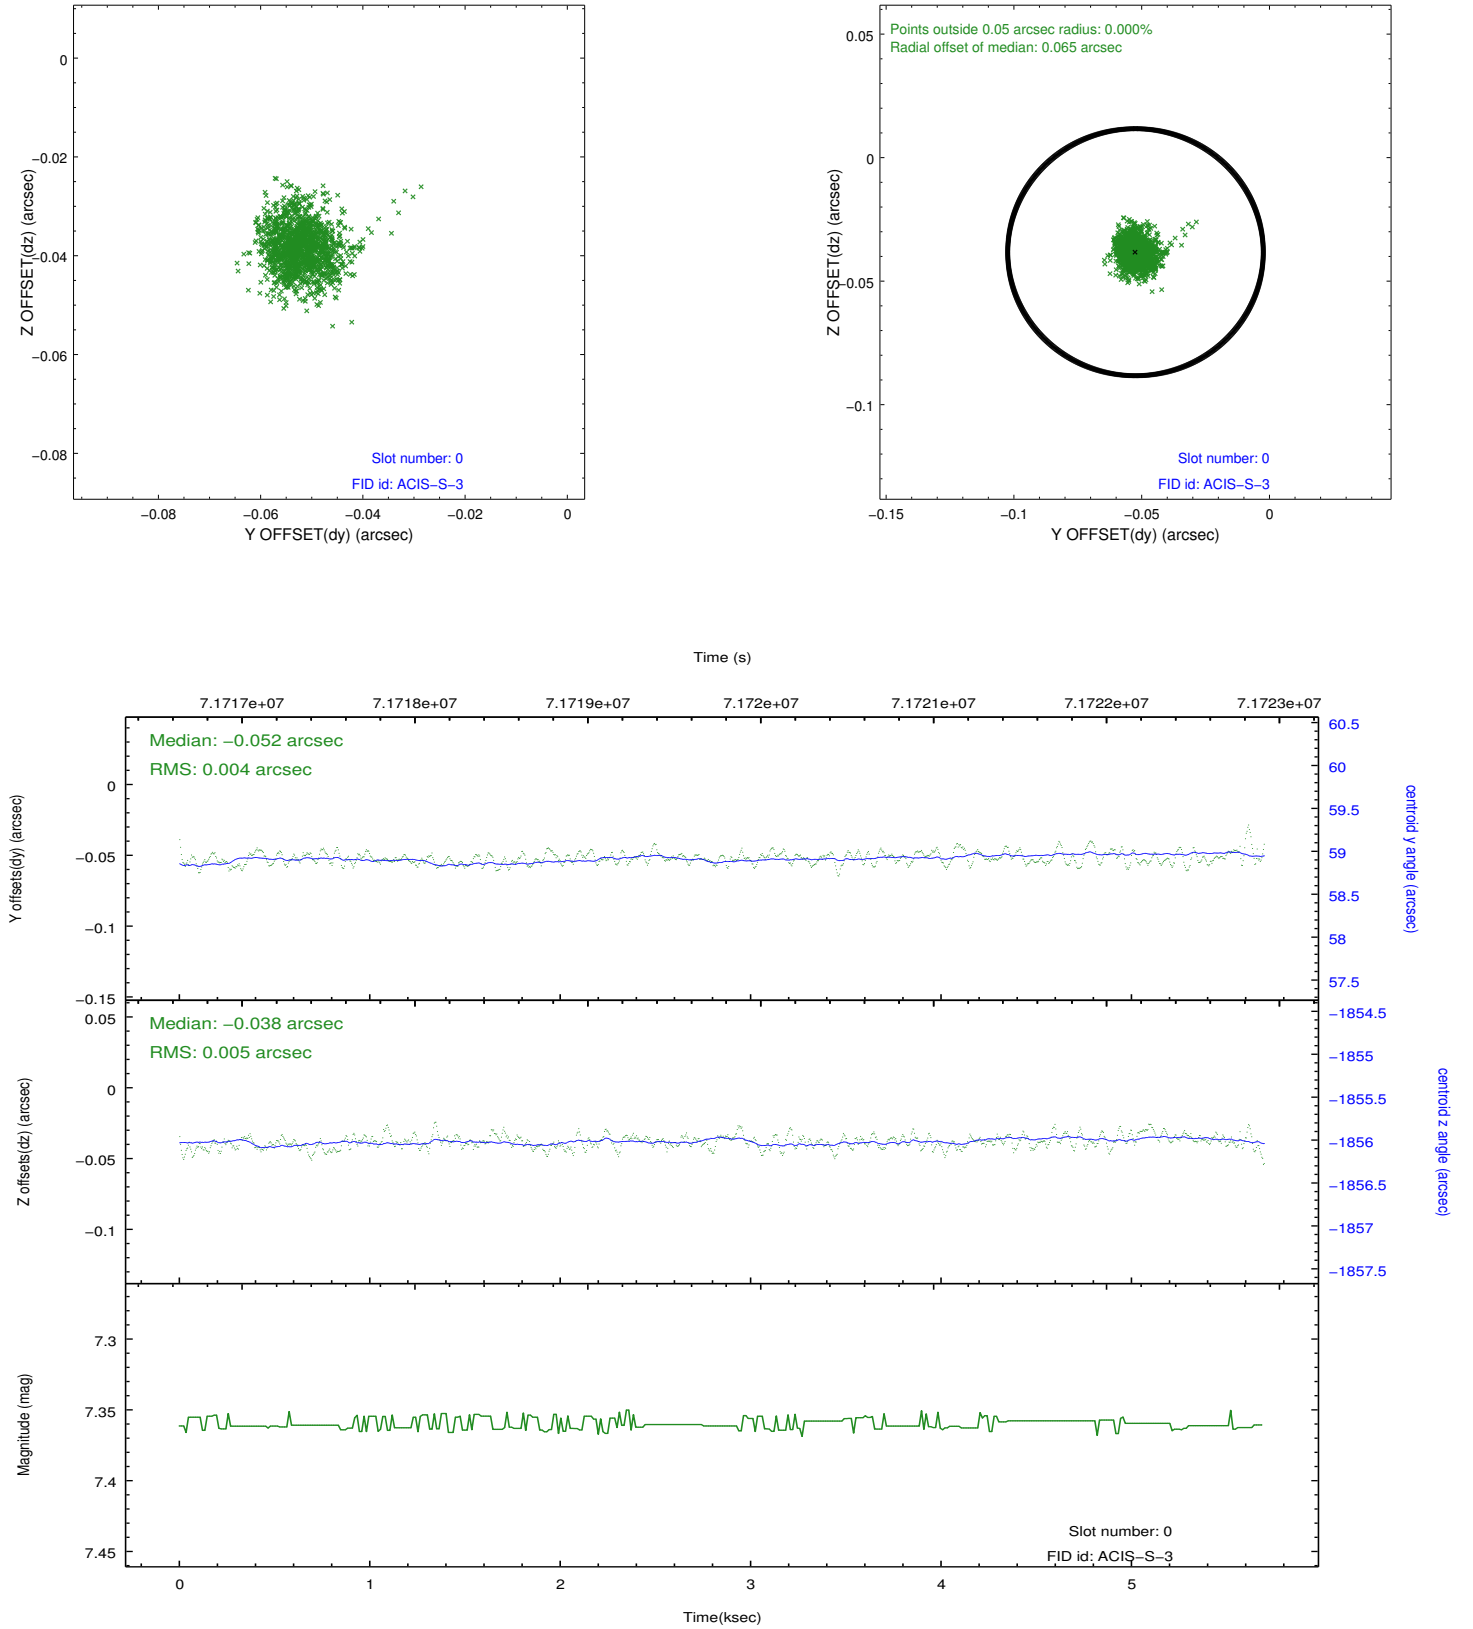 0
−0.02
−0.04
−0.06
−0.08
Z OFFSET(dz) (arcsec)
Slot number: 0
FID id: ACIS−S−3
−0.08
−0.06
−0.04
−0.02
0
Y OFFSET(dy) (arcsec)
Points outside 0.05 arcsec radius: 0.000%
Radial offset of median: 0.065 arcsec
0.05
0
−0.05
−0.1
Z OFFSET(dz) (arcsec)
Slot number: 0
FID id: ACIS−S−3
−0.15
−0.1
−0.05
0
Y OFFSET(dy) (arcsec)
Time (s)
7.1717e+07
7.1718e+07
7.1719e+07
7.172e+07
7.1721e+07
7.1722e+07
7.1723e+07
Median: −0.052 arcsec
RMS: 0.004 arcsec
0
−0.05
−0.1
−0.15
Y offsets(dy) (arcsec)
60.5
60
59.5
59
58.5
58
57.5
centroid y angle (arcsec)
Median: −0.038 arcsec
RMS: 0.005 arcsec
0.05
0
−0.05
−0.1
Z offsets(dz) (arcsec)
−1854.5
−1855
−1855.5
−1856
−1856.5
−1857
−1857.5
centroid z angle (arcsec)
7.3
7.35
7.4
7.45
Magnitude (mag)
Slot number: 0
FID id: ACIS−S−3
0
1
2
3
4
5
Time(ksec)